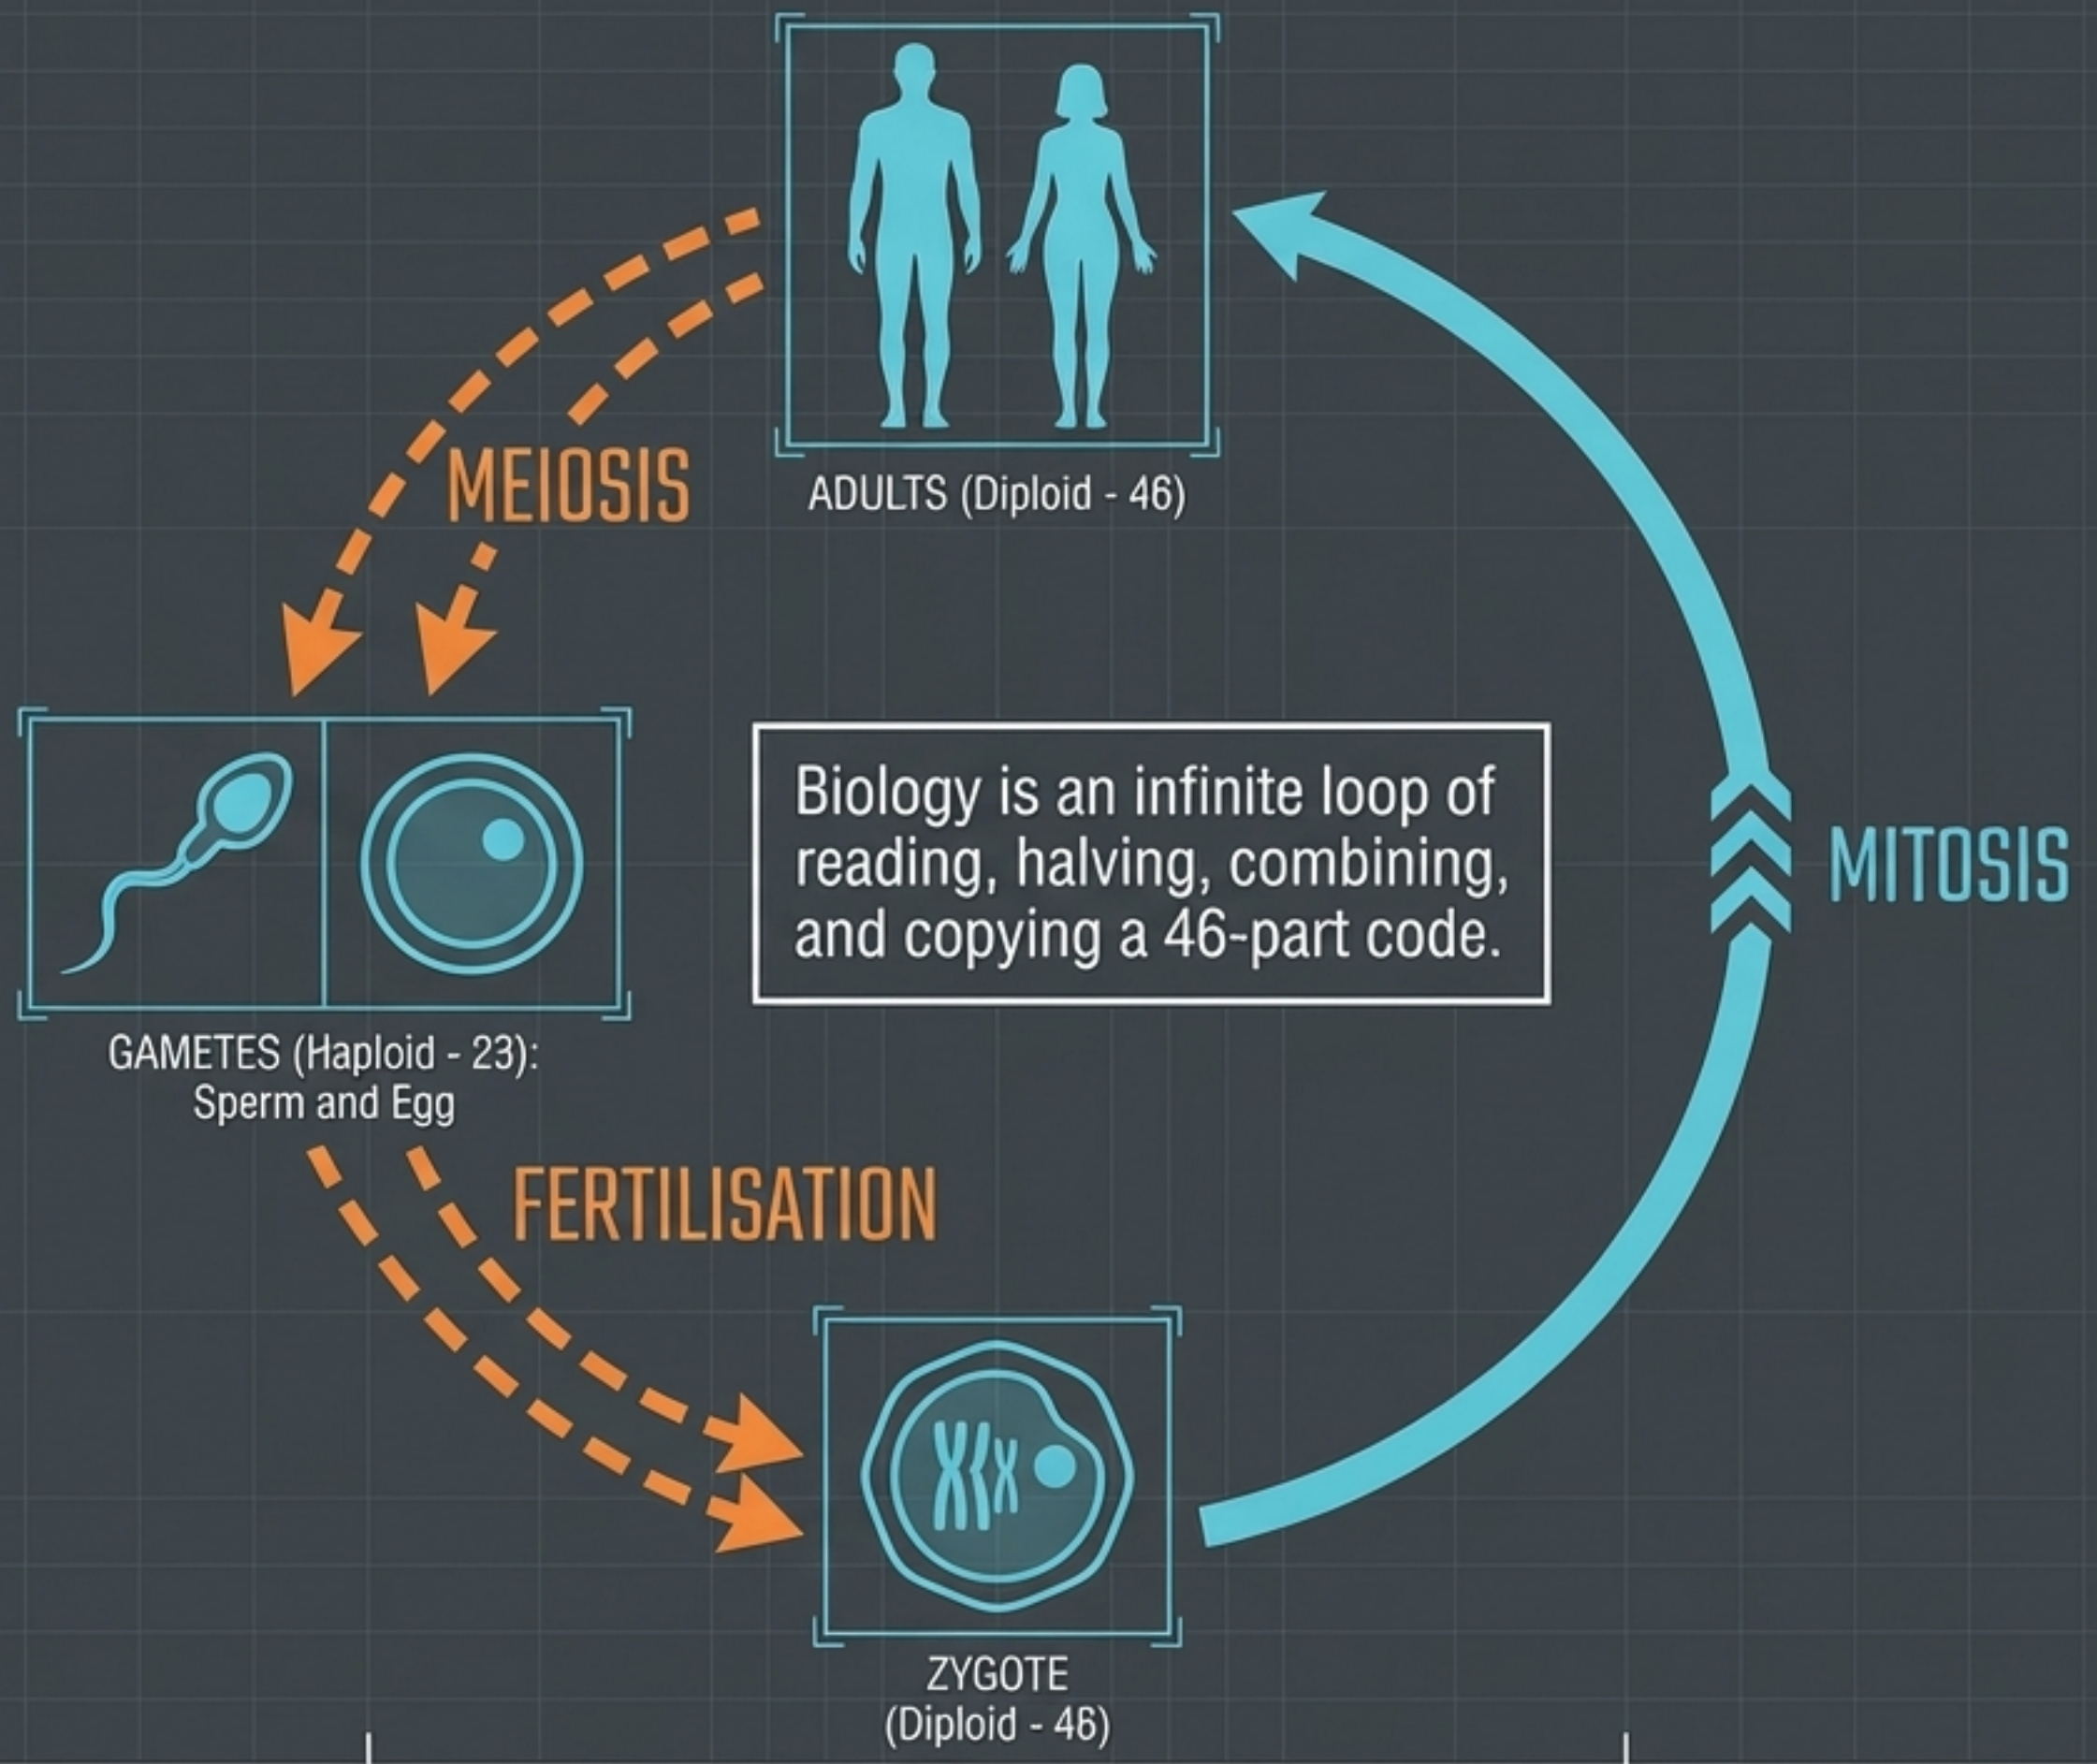 ADULTS (Diploid - 46)
MEIOSIS
Biology is an infinite loop of
reading, halving, combining,
and copying a 46-part code.
MITOSIS
GAMETES (Haploid - 23):
Sperm and Egg
FERTILISATION
ZYGOTE
(Diploid - 46)